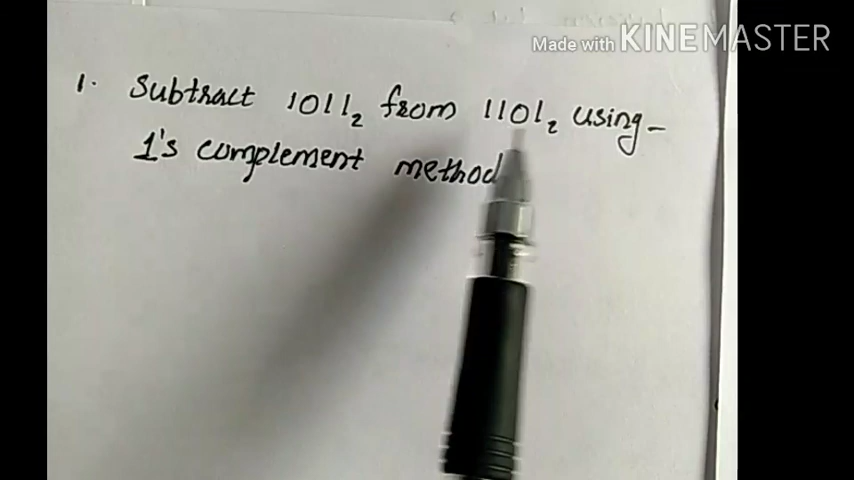 Made with KINEMASTER
1. Subtract 1011₂ from 1101₂ using
1's complement method